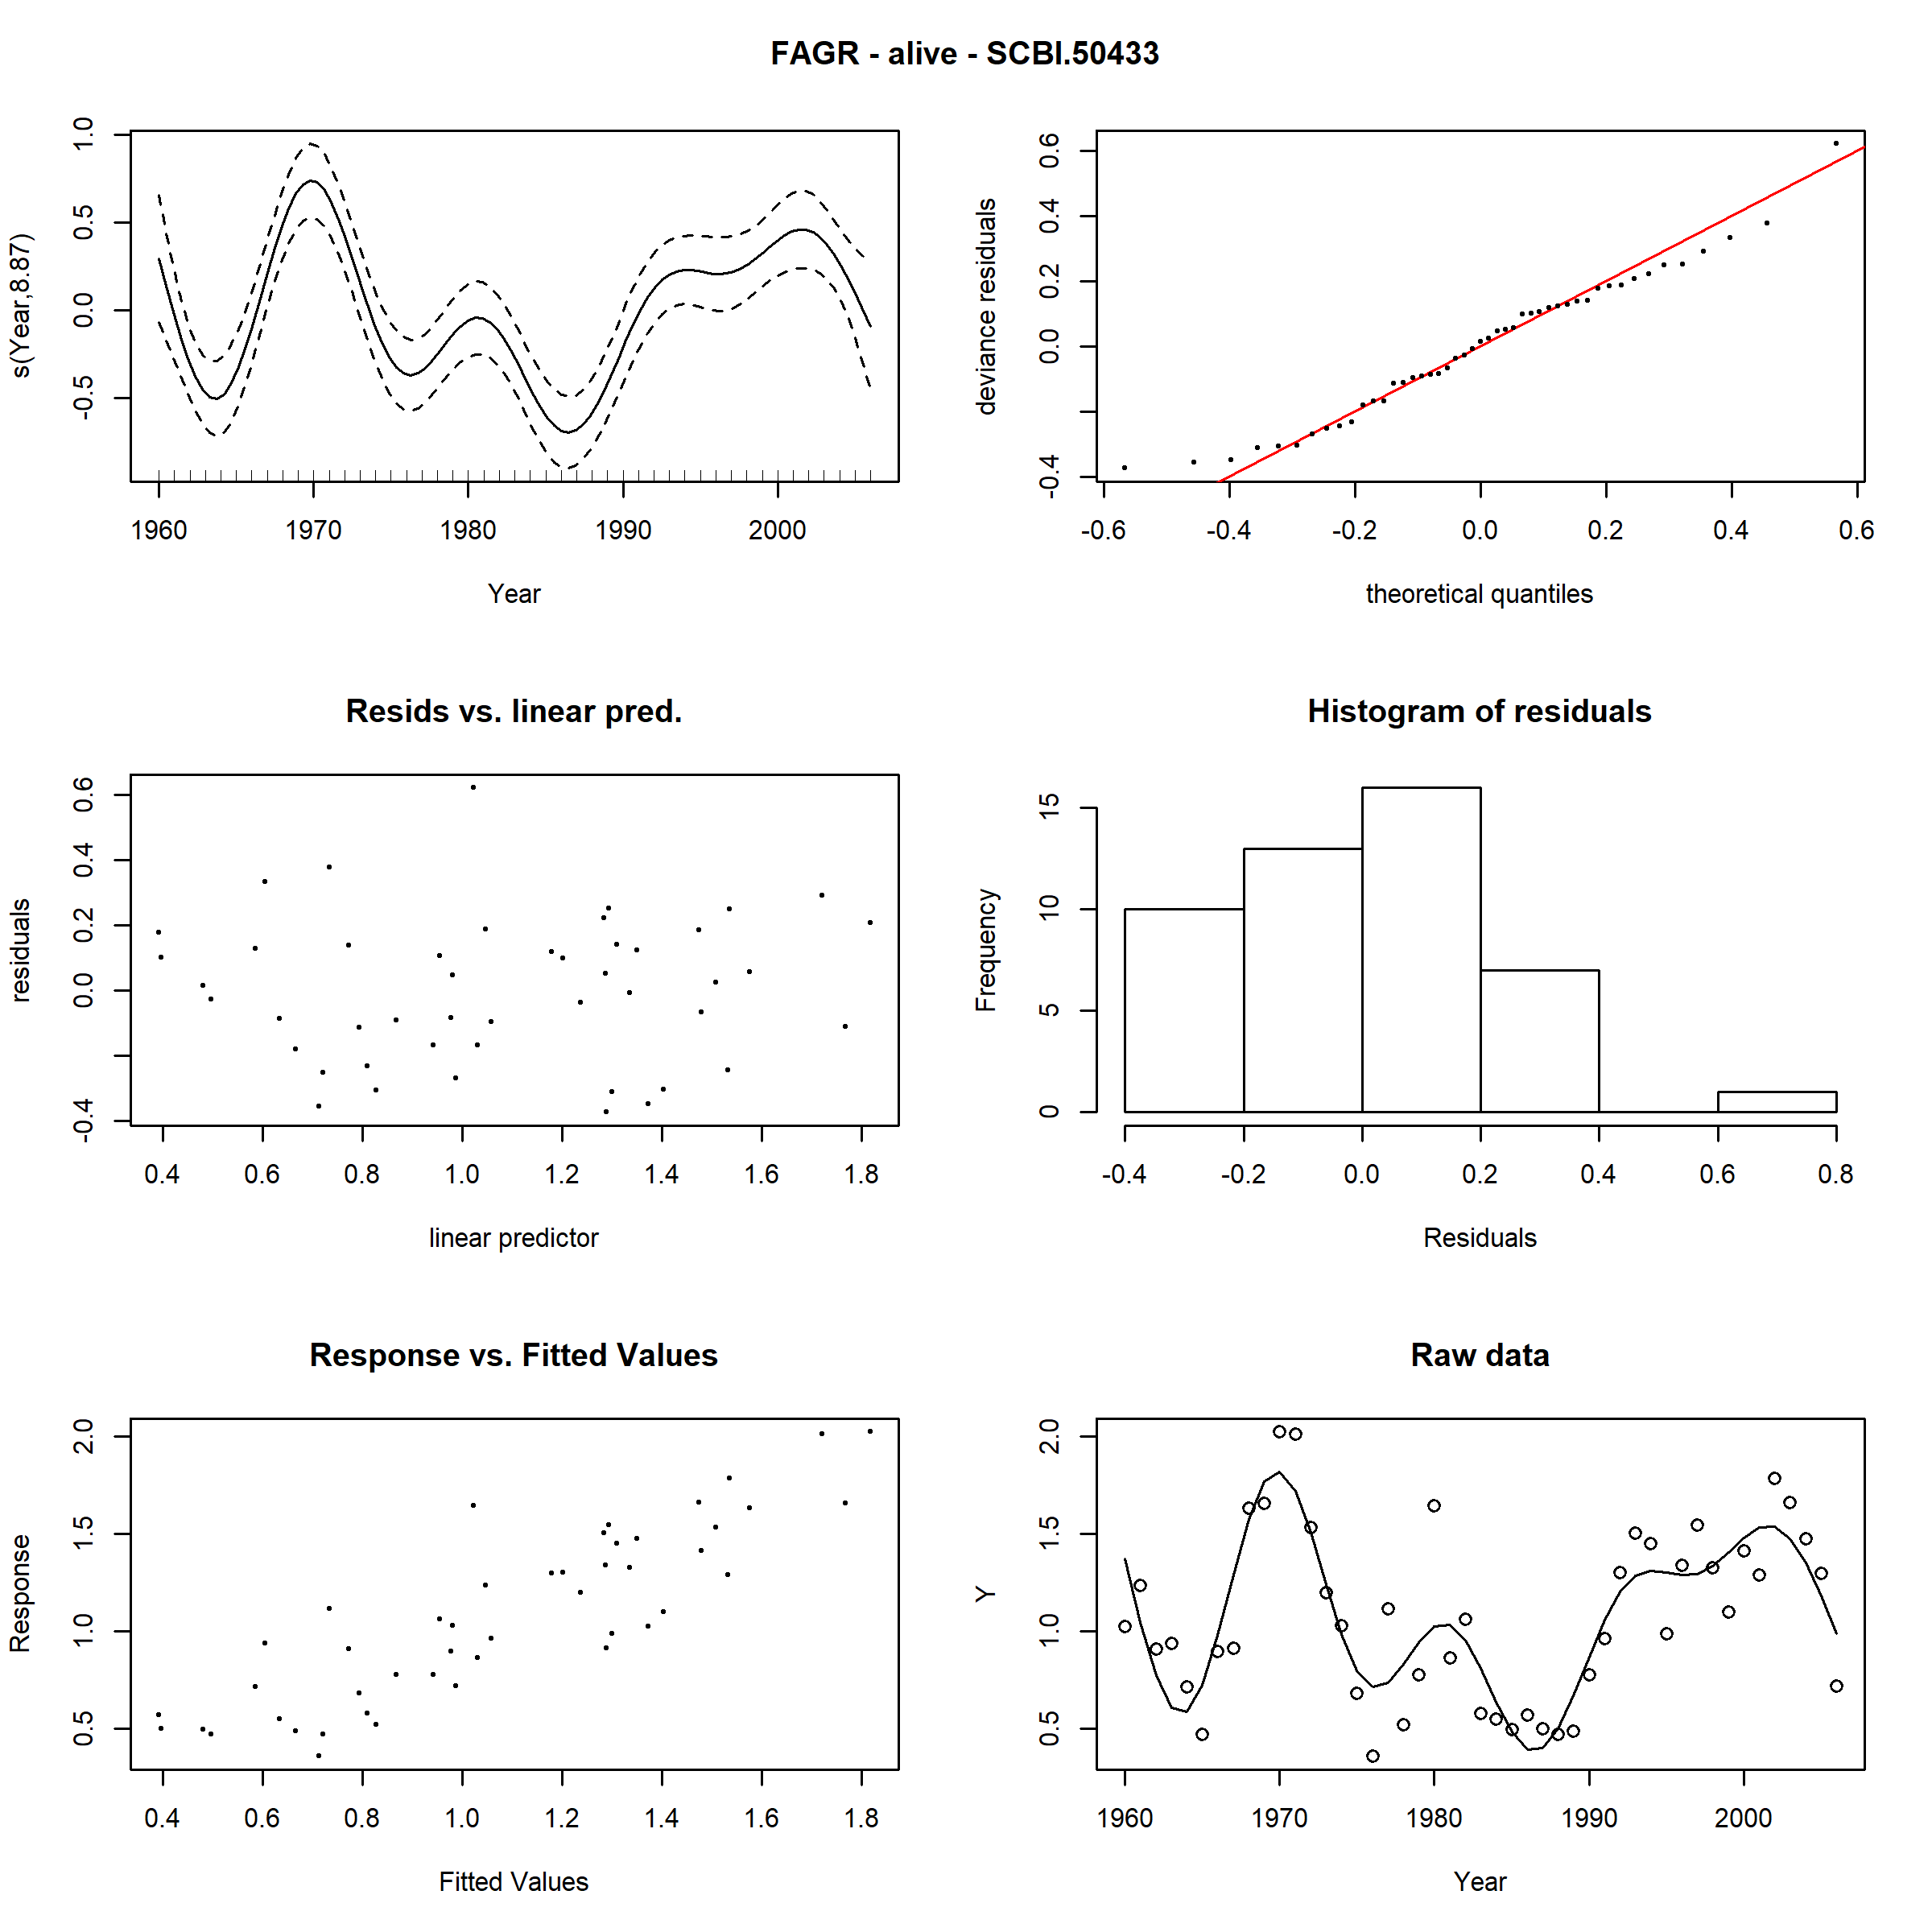 FAGR - alive - SCBI.50433
s(Year,8.87)
-0.5 0.0 0.5 1.0
1960 1970 1980 1990 2000
Year
deviance residuals
-0.4 0.0 0.2 0.4 0.6
-0.6 -0.4 -0.2 0.0 0.2 0.4 0.6
theoretical quantiles
Resids vs. linear pred.
residuals
-0.4 0.0 0.2 0.4 0.6
0.4 0.6 0.8 1.0 1.2 1.4 1.6 1.8
linear predictor
Histogram of residuals
Frequency
0 5 10 15
-0.4 -0.2 0.0 0.2 0.4 0.6 0.8
Residuals
Response vs. Fitted Values
Response
0.5 1.0 1.5 2.0
0.4 0.6 0.8 1.0 1.2 1.4 1.6 1.8
Fitted Values
Raw data
Y
0.5 1.0 1.5 2.0
1960 1970 1980 1990 2000
Year